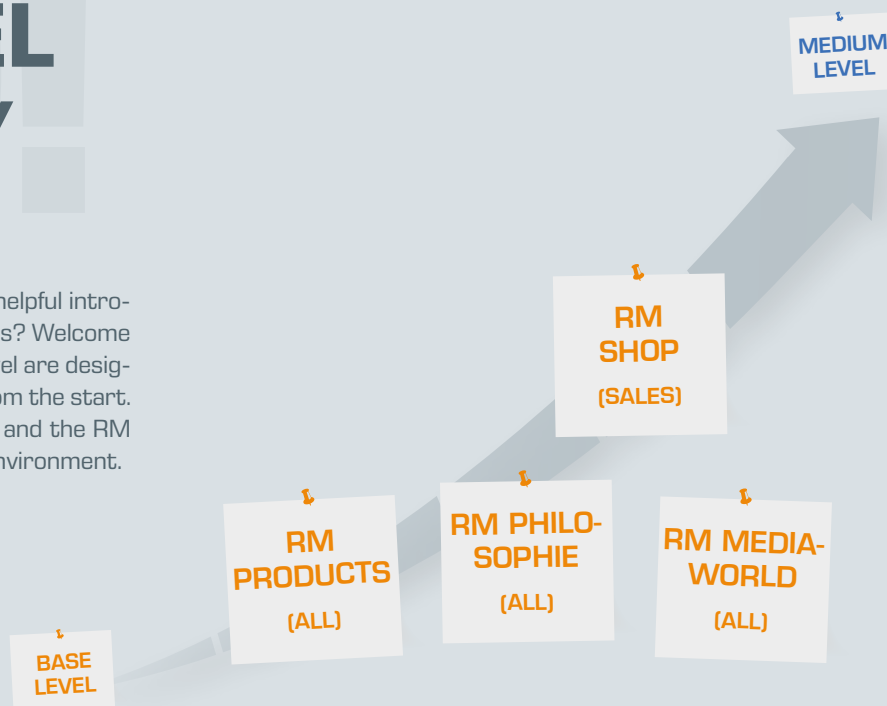 EL
Y
MEDIUM
LEVEL
helpful intro-
s? Welcome
el are desig-
om the start.
and the RM
nvironment.
RM
SHOP
(SALES)
RM
PRODUCTS
(ALL)
RM PHILO-
SOPHIE
(ALL)
RM MEDIA-
WORLD
(ALL)
BASE
LEVEL